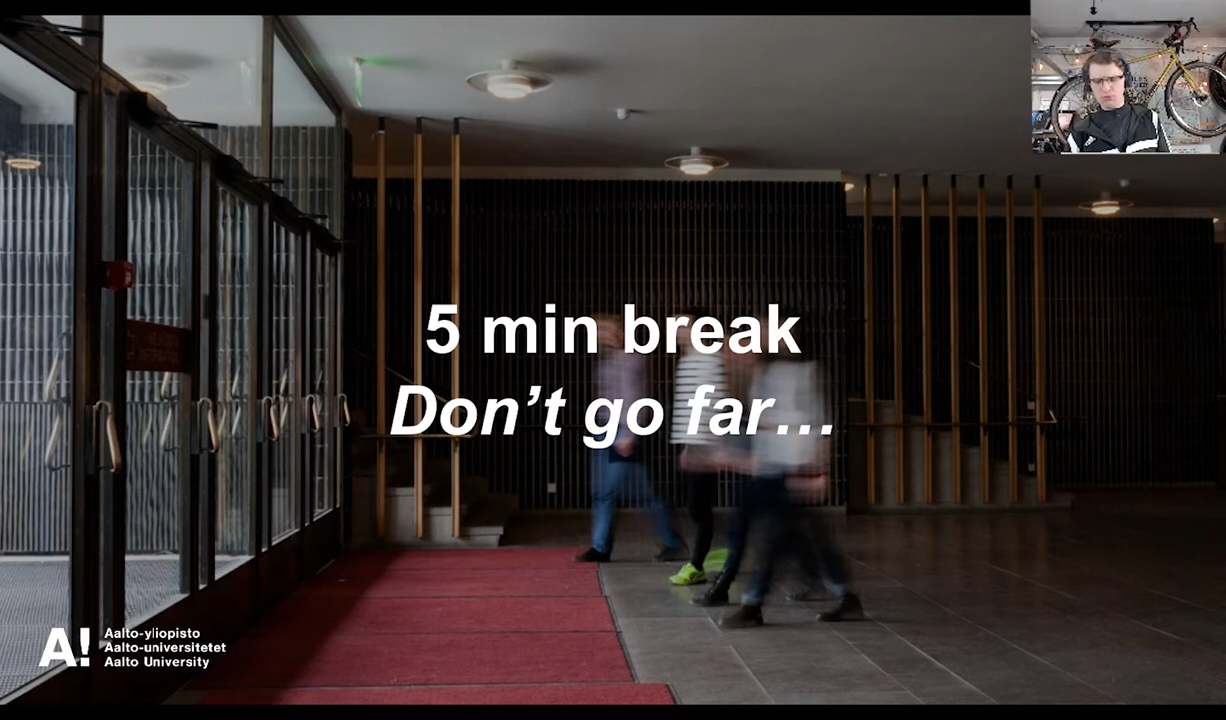 5 min break
Don’t go far...
A!
Aalto-yliopisto
Aalto-universitetet
Aalto University